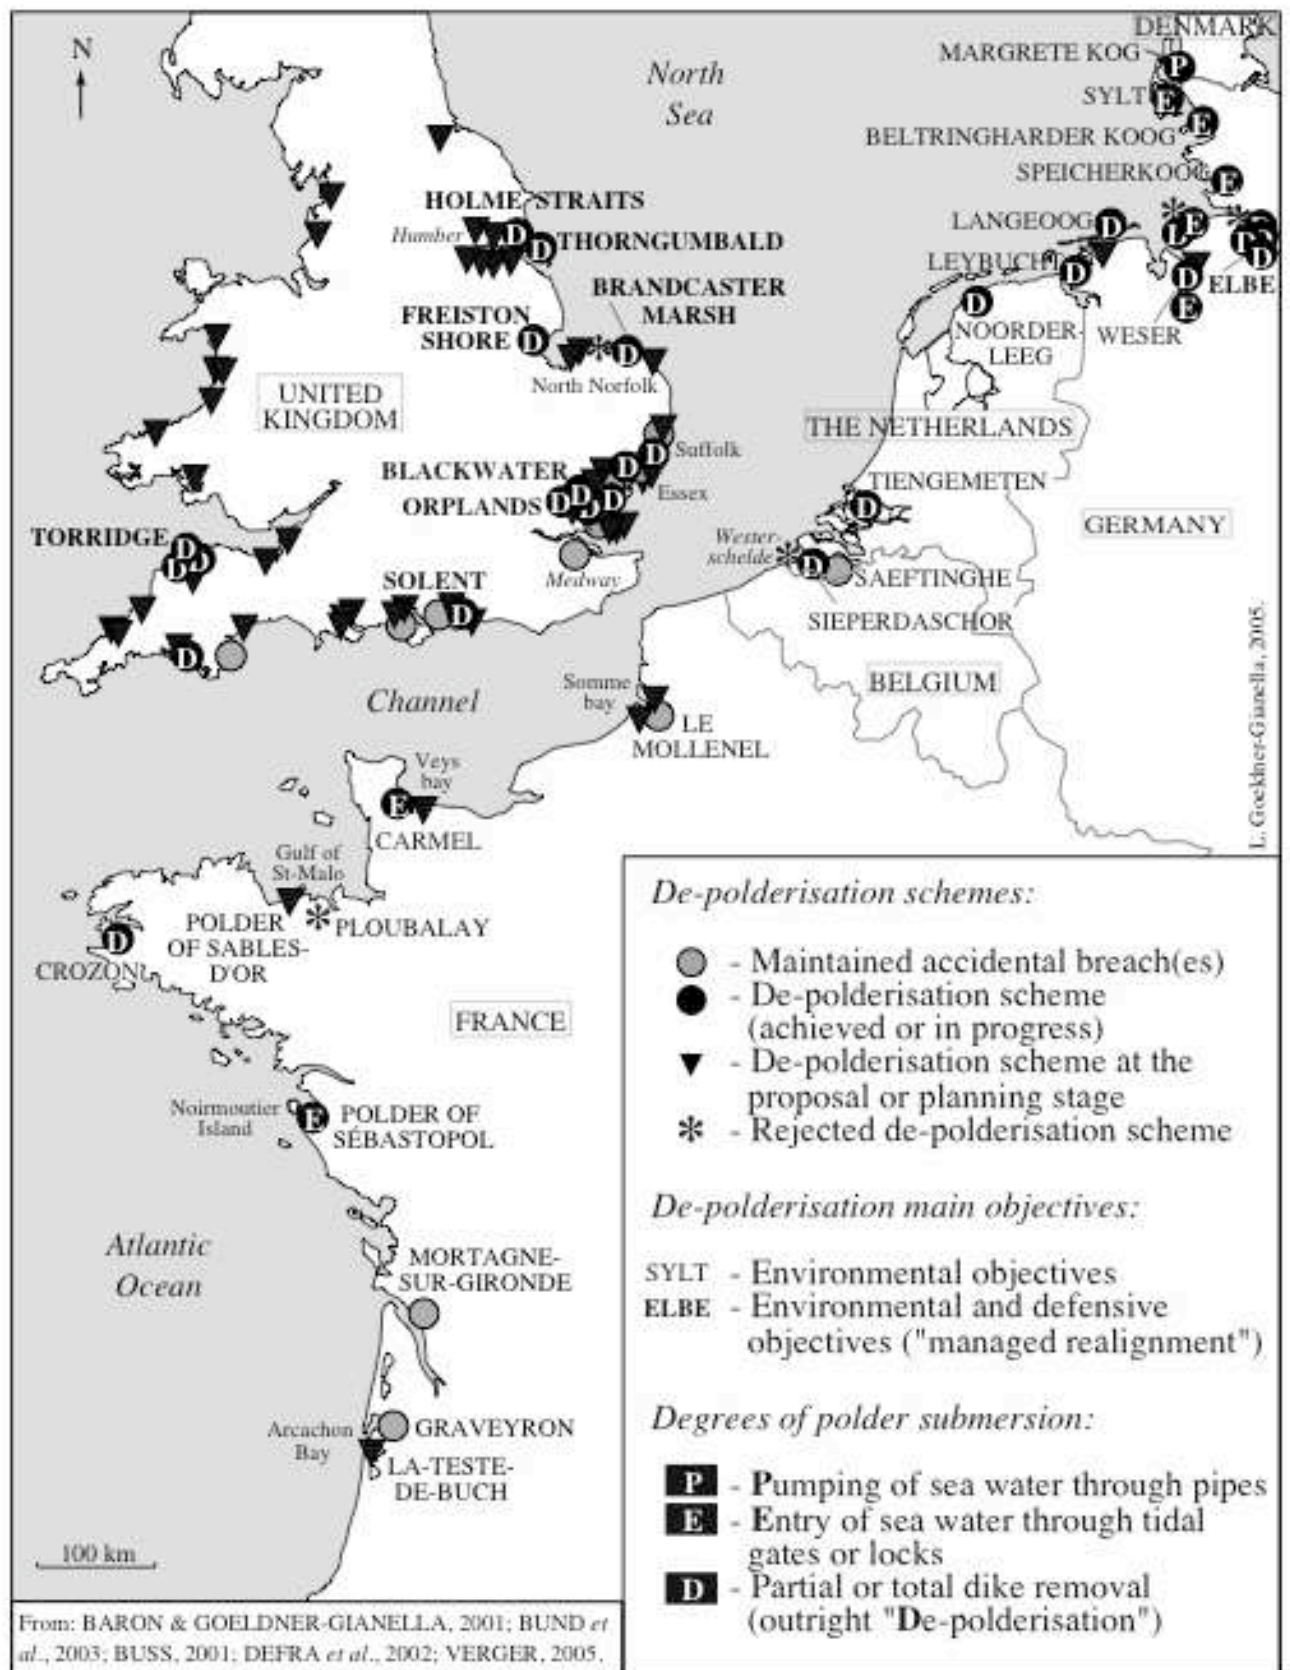 DENMARK
N
MARGRETE KOG
P
North
Sea
SYLT
E
E
BELTRINGHARDER KOOG
SPEICHERKOOG
E
HOLME STRAITS
LANGEOOG
D
E
Humber
D
D
THORNGUMBALD
D
LEYBUCHT
D
D
ELBE
BRANDCASTER
MARSH
D
E
FREISTON
SHORE
D
D
NOORDER-
LEEG
WESER
North Norfolk
UNITED
KINGDOM
THE NETHERLANDS
D
Suffolk
BLACKWATER
D
TIENGEMETEN
Essex
ORPLANDS
D
D
D
D
D
GERMANY
TORRIDGE
D
D
D
Wester-
schelde
D
SAEFTINGHE
Medway
SOLENT
D
SIEPERDASCHOR
D
BELGIUM
Channel
Somme
bay
LE
MOLLENEL
L. Goeldner-Gianella, 2005.
Veys
bay
E
CARMEL
Gulf of
St-Malo
POLDER
OF SABLES-
D'OR
PLOUBALAY
D
CROZON
FRANCE
Noirmoutier
Island
E
POLDER OF
SÉBASTOPOL
Atlantic
Ocean
MORTAGNE-
SUR-GIRONDE
Arcachon
Bay
GRAVEYRON
LA-TESTE-
DE-BUCH
100 km
De-polderisation schemes:
- Maintained accidental breach(es)
- De-polderisation scheme
(achieved or in progress)
- De-polderisation scheme at the
proposal or planning stage
* - Rejected de-polderisation scheme
De-polderisation main objectives:
SYLT - Environmental objectives
ELBE - Environmental and defensive
objectives ("managed realignment")
Degrees of polder submersion:
P - Pumping of sea water through pipes
E - Entry of sea water through tidal
gates or locks
D - Partial or total dike removal
(outright "De-polderisation")
From: BARON & GOELDNER-GIANELLA, 2001; BUND et
al., 2003; BUSS, 2001; DEFRA et al., 2002; VERGER, 2005.